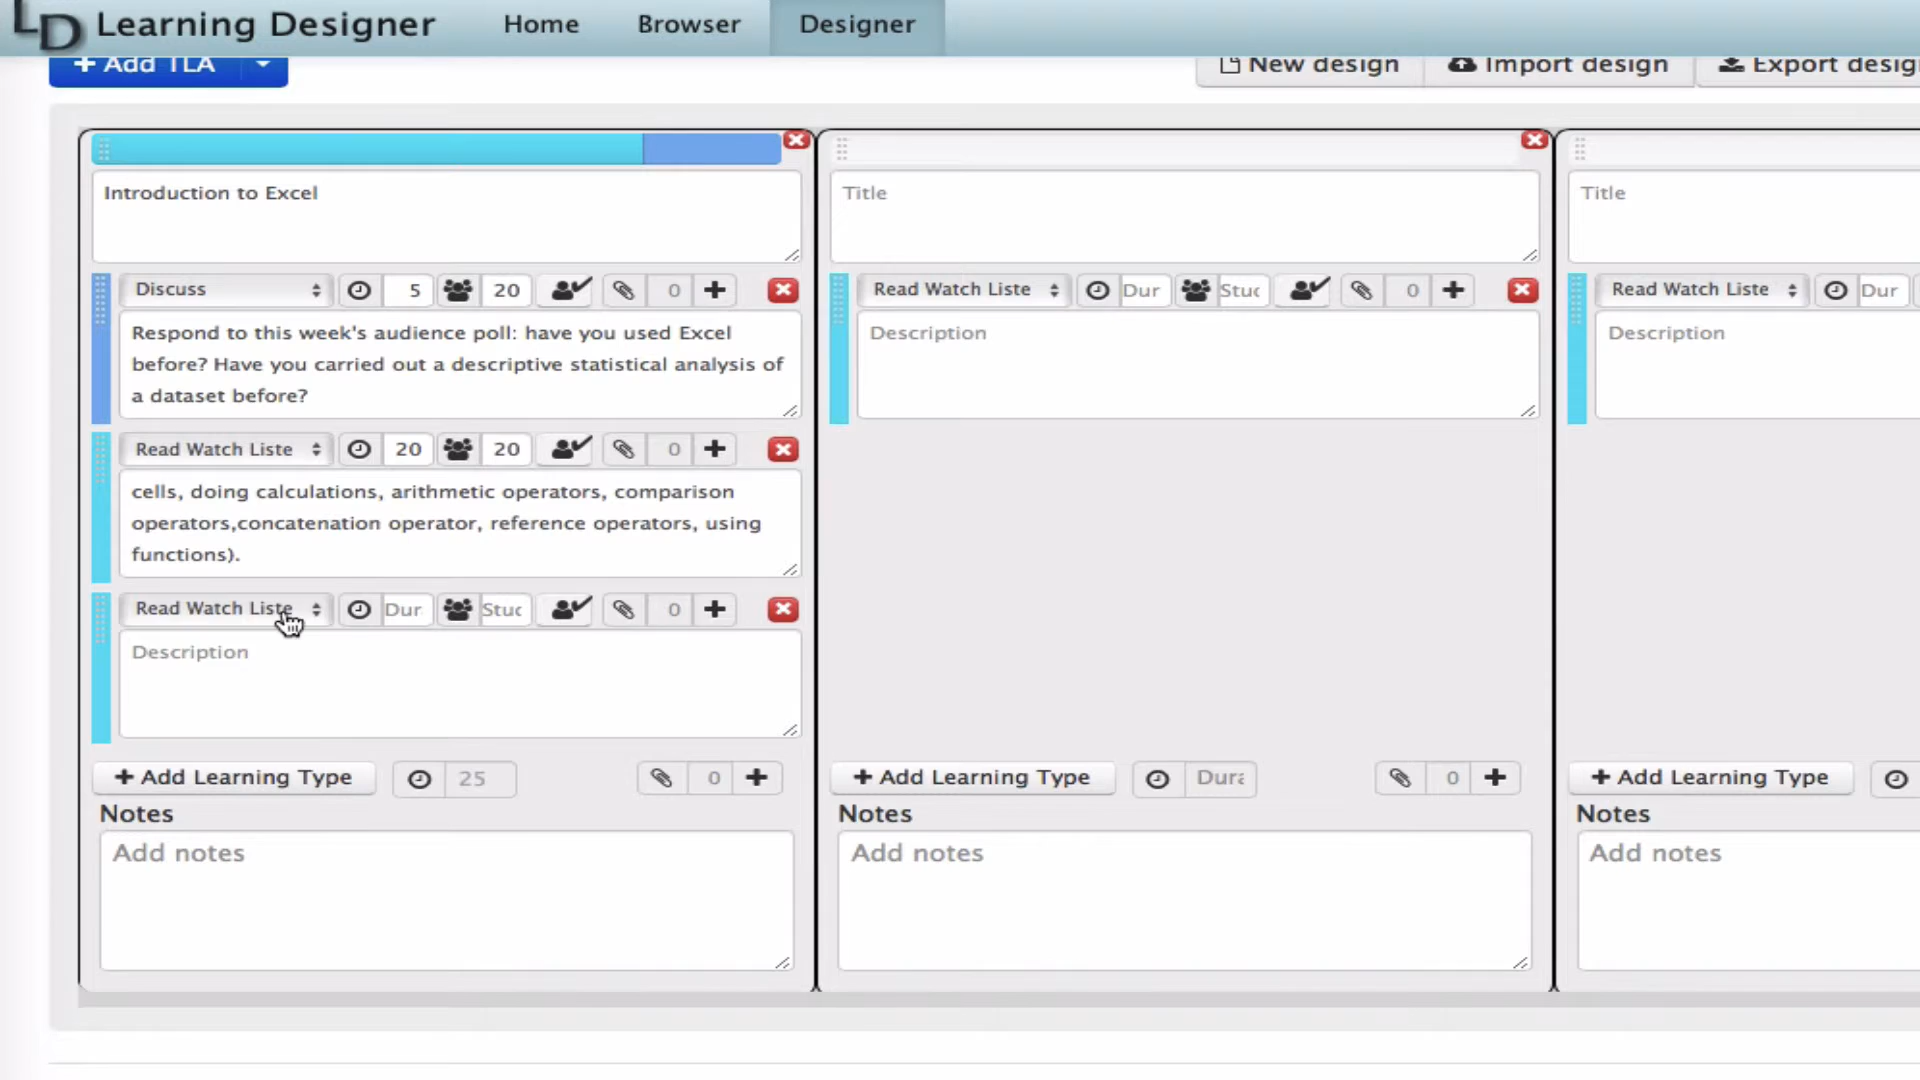 LD Learning Designer Home Browser Designer
+ Add TLA New design Import design Export desig
Introduction to Excel
Title
Title
Discuss 5 20 0 +
Read Watch Liste Dur Stud 0 +
Read Watch Liste Dur
Respond to this week's audience poll: have you used Excel
before? Have you carried out a descriptive statistical analysis of
a dataset before?
Description
Description
Read Watch Liste 20 20 0 +
cells, doing calculations, arithmetic operators, comparison
operators,concatenation operator, reference operators, using
functions).
Read Watch Liste Dur Stud 0 +
Description
+ Add Learning Type 25 0 +
+ Add Learning Type Dura 0 +
+ Add Learning Type
Notes
Notes
Notes
Add notes
Add notes
Add notes